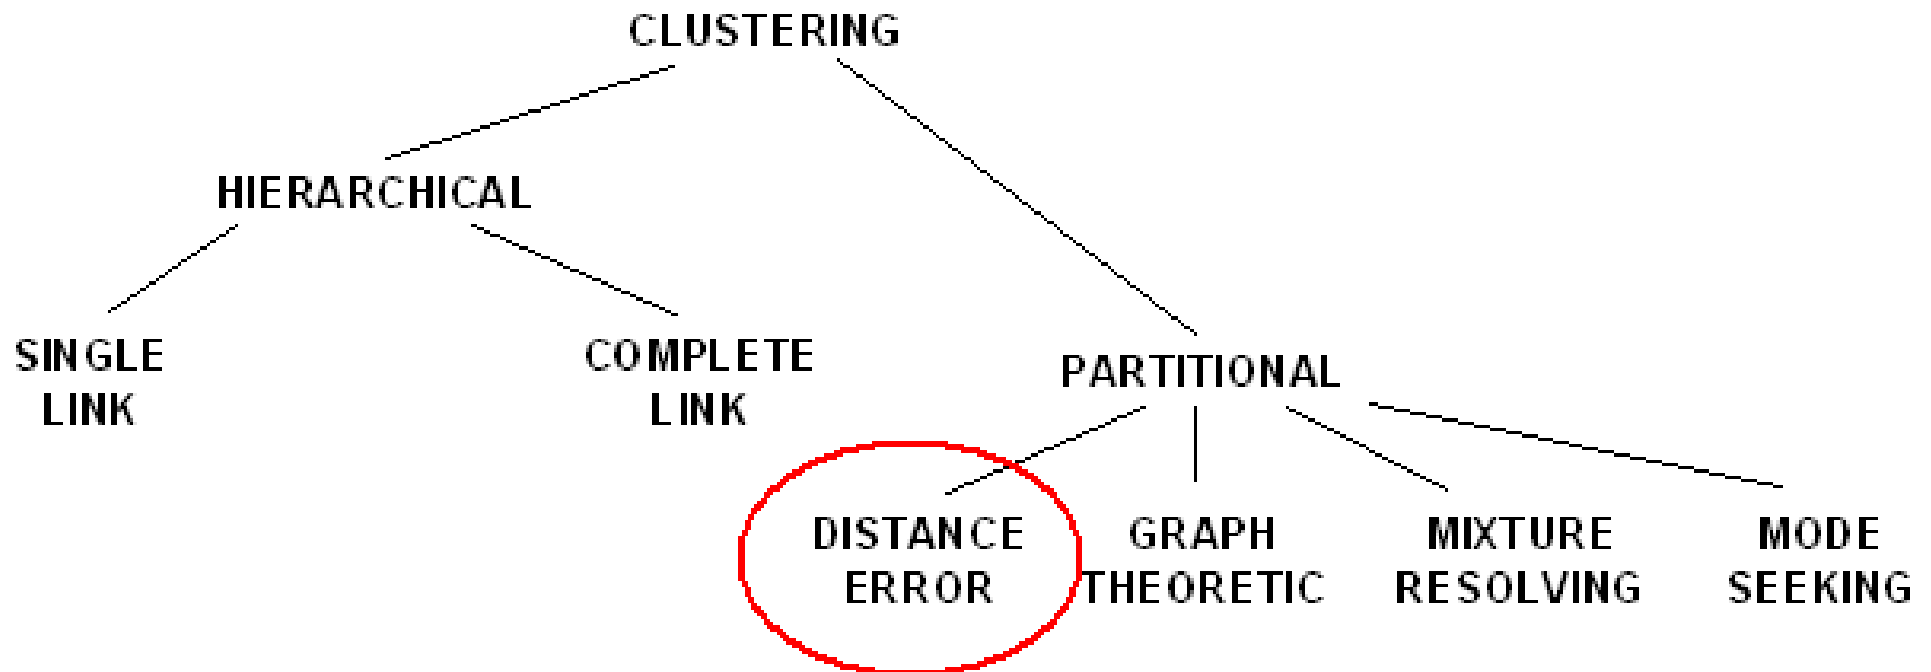 CLUSTERING
HIERARCHICAL
SINGLE
LINK
COMPLETE
LINK
PARTITIONAL
DISTANCE
ERROR
GRAPH
THEORETIC
MIXTURE
RESOLVING
MODE
SEEKING